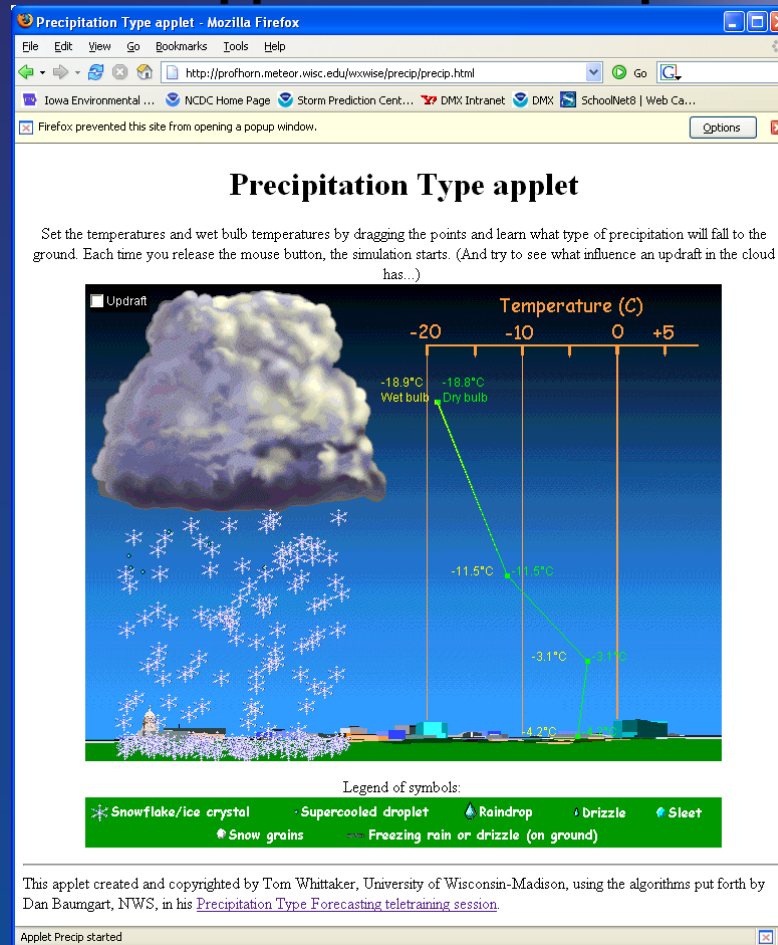 Precipitation Type applet - Mozilla Firefox
File Edit View Go Bookmarks Tools Help
http://profhorn.meteor.wisc.edu/wxwise/precip/precip.html Go G
Iowa Environmental ... NCDC Home Page Storm Prediction Cent... DMX Intranet DMX SchoolNet8 | Web Ca...
Firefox prevented this site from opening a popup window. Options
Precipitation Type applet
Set the temperatures and wet bulb temperatures by dragging the points and learn what type of precipitation will fall to the
ground. Each time you release the mouse button, the simulation starts. (And try to see what influence an updraft in the cloud
has...)
Updraft
Temperature (C)
-20 -10 0 +5
-18.9°C -18.8°C
Wet bulb Dry bulb
-11.5°C -11.5°C
-3.1°C -3.1°C
-4.2°C -4.2°C
Legend of symbols:
Snowflake/ice crystal Supercooled droplet Raindrop Drizzle Sleet
Snow grains Freezing rain or drizzle (on ground)
This applet created and copyrighted by Tom Whittaker, University of Wisconsin-Madison, using the algorithms put forth by
Dan Baumgart, NWS, in his Precipitation Type Forecasting teletraining session.
Applet Precip started